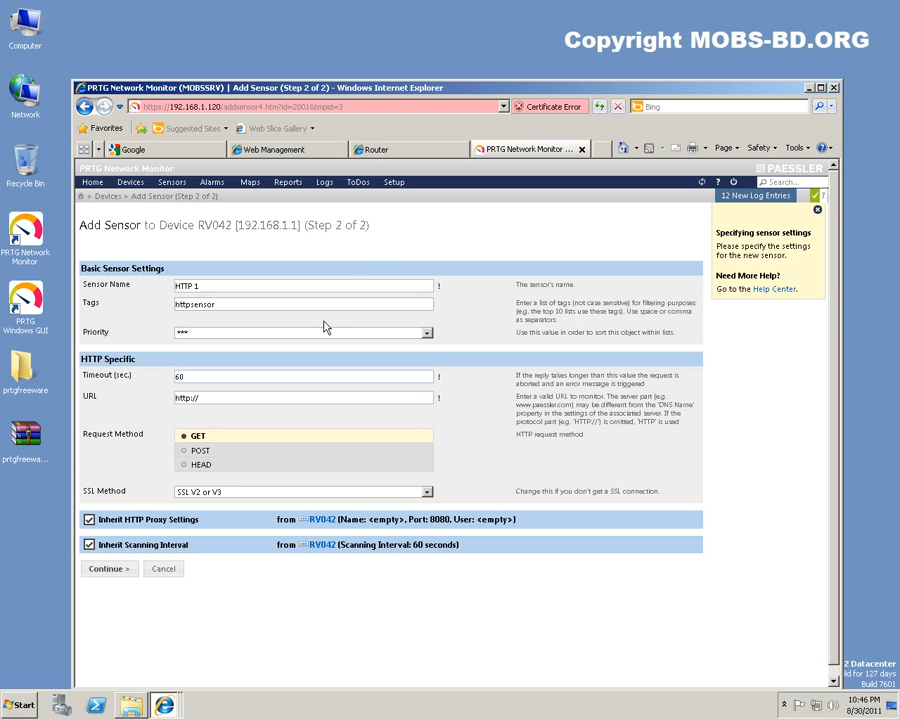 Copyright MOBS-BD.ORG
Computer
Network
Recycle Bin
PRTG Network
Monitor
PRTG
Windows GUI
prtgfreeware
prtgfreewa...
PRTG Network Monitor (MOBSSRV) | Add Sensor (Step 2 of 2) - Windows Internet Explorer
https://192.168.1.120/addsensor4.htm?id=2001&tmpid=3
Certificate Error
Bing
Favorites
Suggested Sites
Web Slice Gallery
Google
Web Management
Router
PRTG Network Monitor ...
Page
Safety
Tools
PRTG Network Monitor
PAESSLER
Home Devices Sensors Alarms Maps Reports Logs ToDos Setup
Search...
> Devices > Add Sensor (Step 2 of 2)
12 New Log Entries
7
Add Sensor to Device RV042 [192.168.1.1] (Step 2 of 2)
Specifying sensor settings
Please specify the settings
for the new sensor.
Need More Help?
Go to the Help Center.
Basic Sensor Settings
Sensor Name
HTTP 1
!
The sensor's name.
Tags
httpsensor
Enter a list of tags (not case sensitive) for filtering purposes
(e.g. the top 10 lists use these tags). Use space or comma
as separators.
Priority
***
Use this value in order to sort this object within lists.
HTTP Specific
Timeout (sec.)
60
!
If the reply takes longer than this value the request is
aborted and an error message is triggered
URL
http://
!
Enter a valid URL to monitor. The server part (e.g.
www.paessler.com) may be different from the 'DNS Name'
property in the settings of the associated server. If the
protocol part (e.g. 'HTTP://') is omitted, 'HTTP' is used
Request Method
GET
POST
HEAD
HTTP request method
SSL Method
SSL V2 or V3
Change this if you don't get a SSL connection.
Inherit HTTP Proxy Settings
from RV042 (Name: <empty>, Port: 8080, User: <empty>)
Inherit Scanning Interval
from RV042 (Scanning Interval: 60 seconds)
Continue >
Cancel
2 Datacenter
lid for 127 days
Build 7601
Start
10:46 PM
8/30/2011